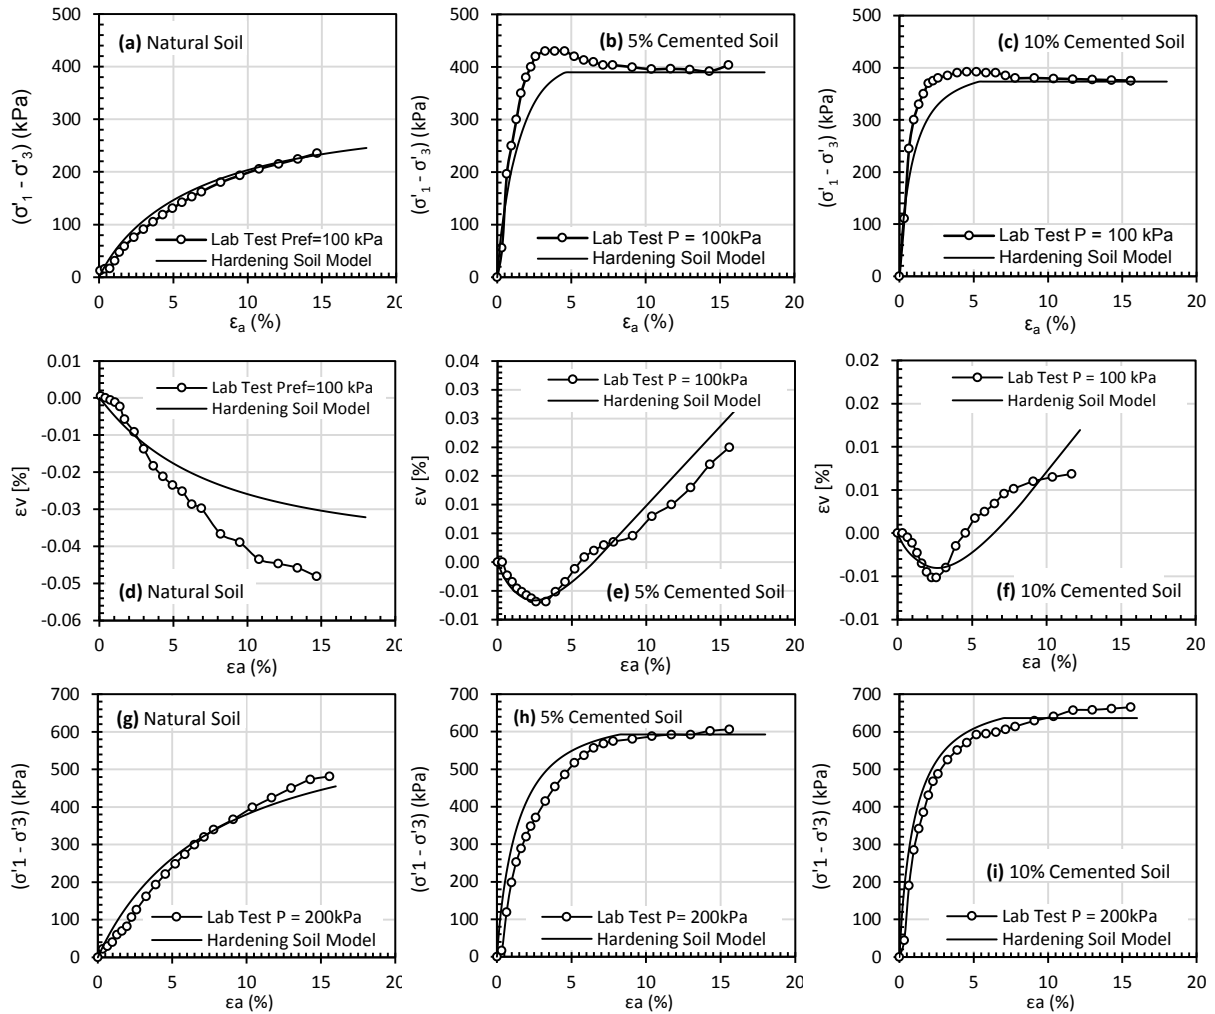 500
400
300
200
100
0
(σ'1 - σ'3) (kPa)
(a) Natural Soil
Lab Test Pref=100 kPa
Hardening Soil Model
0 5 10 15 20
εa (%)
500
400
300
200
100
0
(σ'1 - σ'3) (kPa)
(b) 5% Cemented Soil
Lab Test P = 100kPa
Hardening Soil Model
0 5 10 15 20
εa (%)
500
400
300
200
100
0
(σ'1 - σ'3) (kPa)
(c) 10% Cemented Soil
Lab Test P = 100 kPa
Hardening Soil Model
0 5 10 15 20
εa (%)
0.01
0.00
-0.01
-0.02
-0.03
-0.04
-0.05
-0.06
εv [%]
Lab Test Pref=100 kPa
Hardening Soil Model
(d) Natural Soil
0 5 10 15 20
εa (%)
0.04
0.03
0.03
0.02
0.02
0.01
0.01
0.00
-0.01
-0.01
εv [%]
Lab Test P = 100kPa
Hardening Soil Model
(e) 5% Cemented Soil
0 5 10 15 20
εa (%)
0.02
0.02
0.01
0.01
0.00
-0.01
-0.01
εv [%]
Lab Test P = 100 kPa
Hardenig Soil Model
(f) 10% Cemented Soil
0 5 10 15 20
εa (%)
700
600
500
400
300
200
100
0
(σ'1 - σ'3) (kPa)
(g) Natural Soil
Lab Test P = 200kPa
Hardening Soil Model
0 5 10 15 20
εa (%)
700
600
500
400
300
200
100
0
(σ'1 - σ'3) (kPa)
(h) 5% Cemented Soil
Lab Test P= 200kPa
Hardening Soil Model
0 5 10 15 20
εa (%)
700
600
500
400
300
200
100
0
(σ'1 - σ'3) (kPa)
(i) 10% Cemented Soil
Lab Test P = 200kPa
Hardening Soil Model
0 5 10 15 20
εa (%)